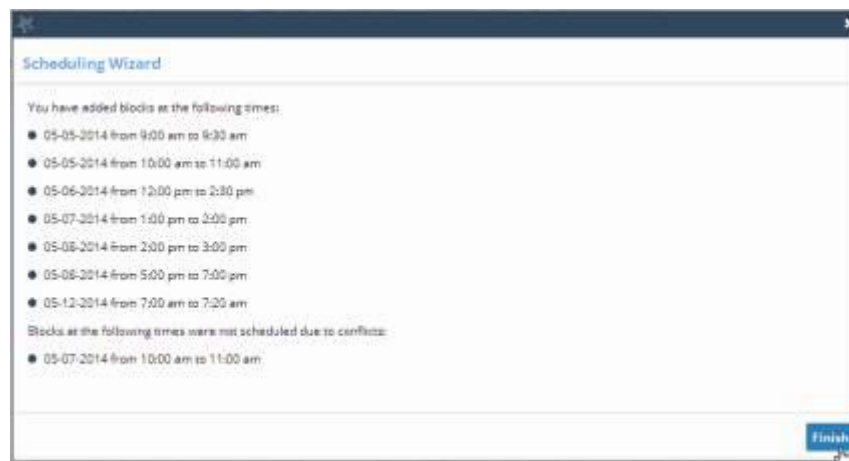 Scheduling Wizard
You have added blocks at the following times:
05-05-2014 from 9:00 am to 9:30 am
05-05-2014 from 10:00 am to 11:00 am
05-06-2014 from 12:00 pm to 2:30 pm
05-07-2014 from 1:00 pm to 2:00 pm
05-08-2014 from 2:00 pm to 3:00 pm
05-08-2014 from 5:00 pm to 7:00 pm
05-12-2014 from 7:00 am to 7:20 am
Blocks at the following times were not scheduled due to conflicts:
05-07-2014 from 10:00 am to 11:00 am
Finish